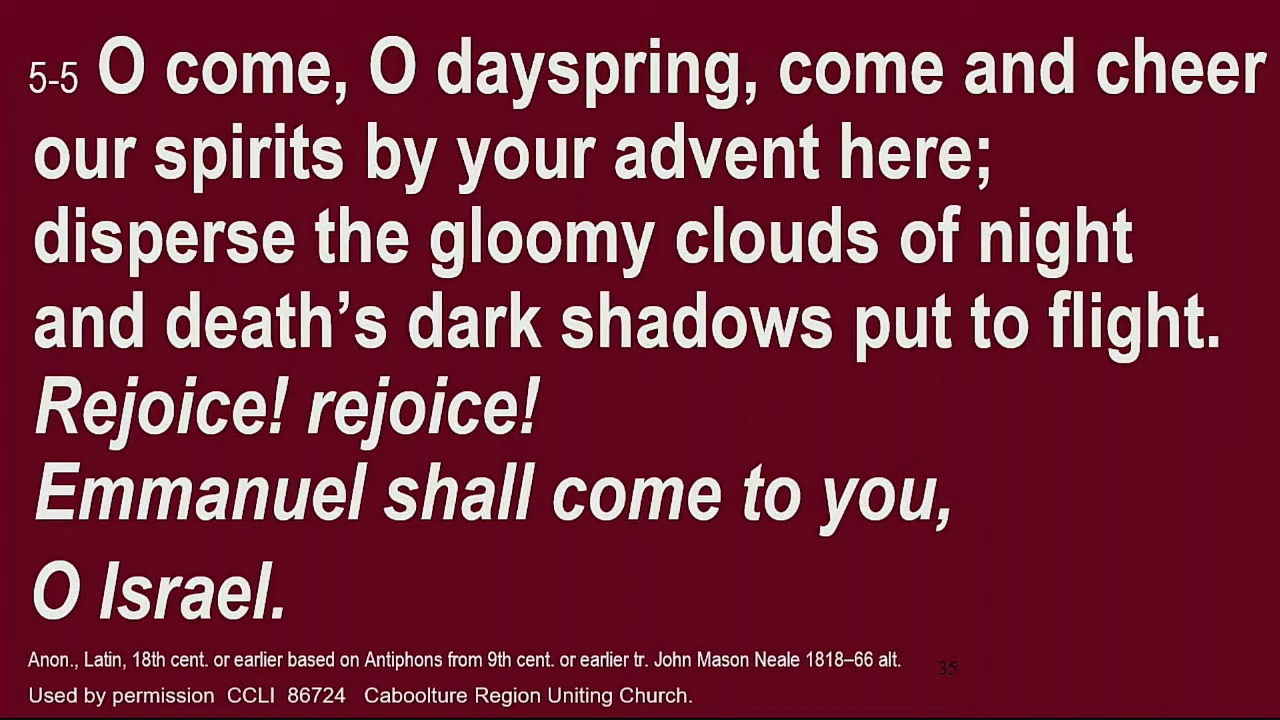 5-5 O come, O dayspring, come and cheer
our spirits by your advent here;
disperse the gloomy clouds of night
and death’s dark shadows put to flight.
Rejoice! rejoice!
Emmanuel shall come to you,
O Israel.
Anon., Latin, 18th cent. or earlier based on Antiphons from 9th cent. or earlier tr. John Mason Neale 1818–66 alt.
35
Used by permission CCLI 86724 Caboolture Region Uniting Church.